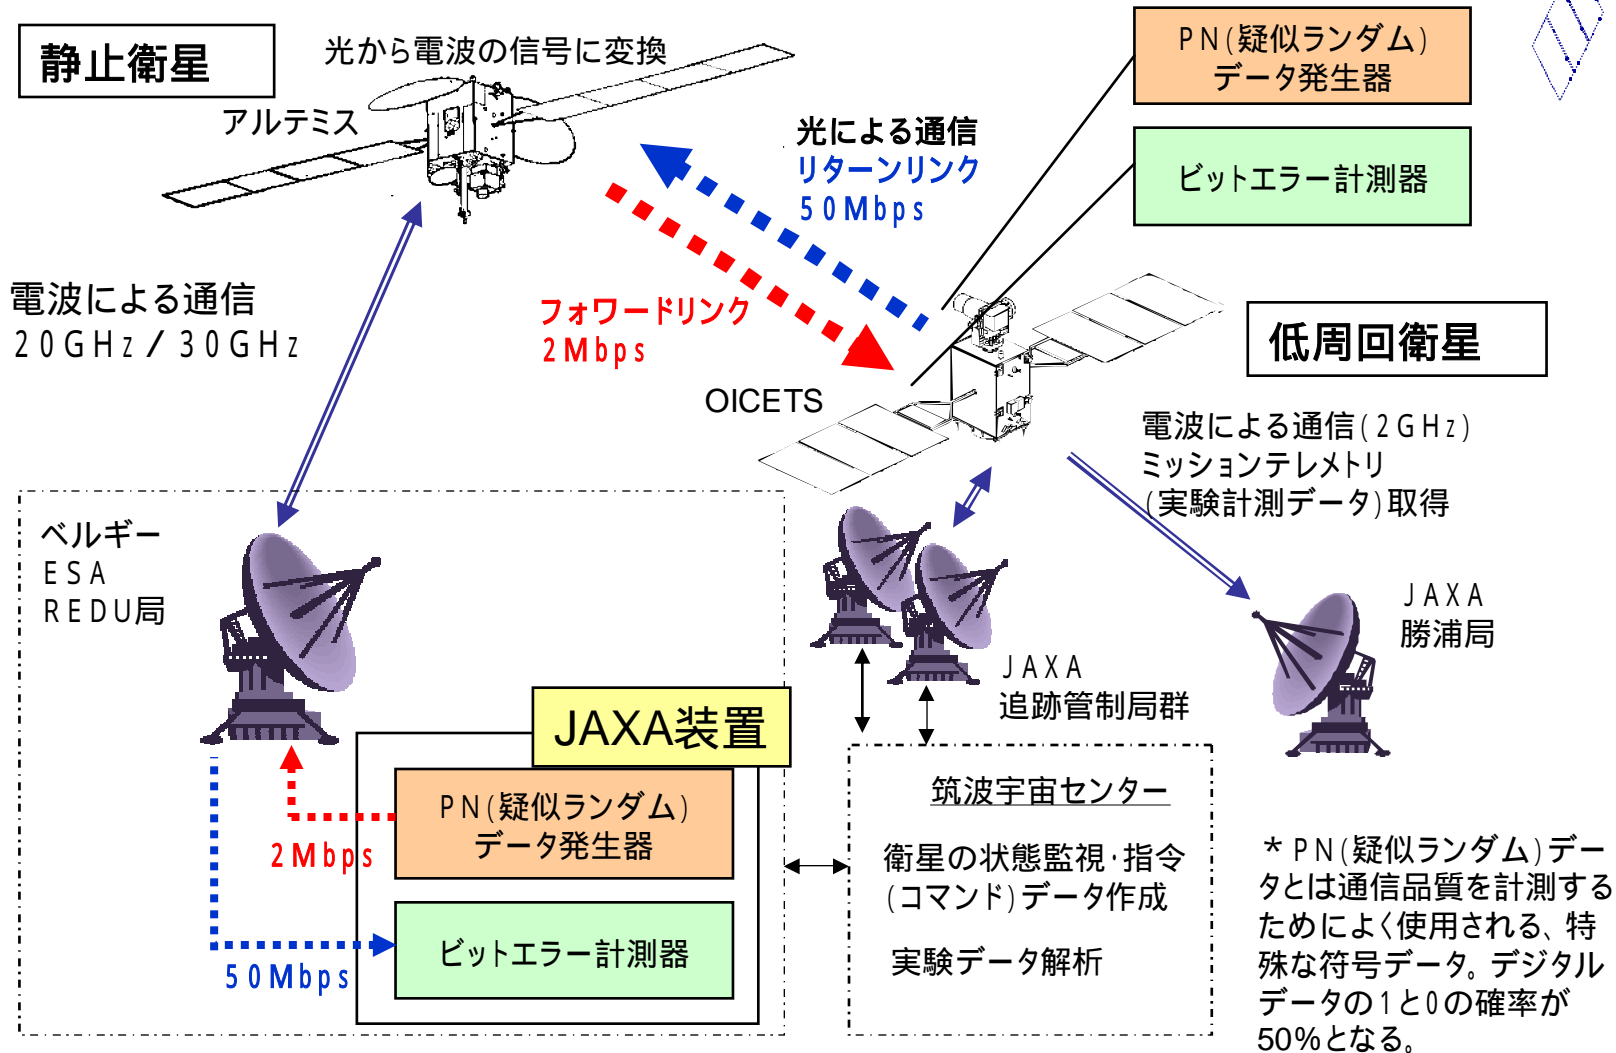 静止衛星
光から電波の信号に変換
アルテミス
光による通信
リターンリンク
50Mbps
PN(疑似ランダム)
データ発生器
ビットエラー計測器
電波による通信
20GHz/30GHz
フォワードリンク
2Mbps
低周回衛星
OICETS
電波による通信(2GHz)
ミッションテレメトリ
(実験計測データ)取得
ベルギー
ESA
REDU局
JAXA
勝浦局
JAXA
追跡管制局群
JAXA装置
PN(疑似ランダム)
データ発生器
2Mbps
ビットエラー計測器
50Mbps
筑波宇宙センター
衛星の状態監視・指令
(コマンド)データ作成
実験データ解析
*PN(疑似ランダム)デー
タとは通信品質を計測する
ためによく使用される、特
殊な符号データ。デジタル
データの1と0の確率が
50%となる。